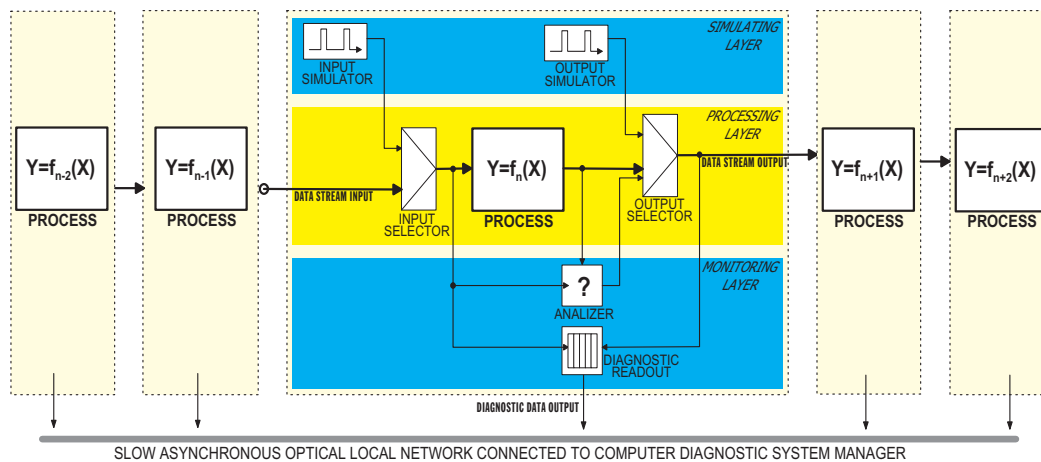 SIMULATING
LAYER
INPUT
SIMULATOR
OUTPUT
SIMULATOR
PROCESSING
LAYER
Y=fn-2(X)
PROCESS
Y=fn-1(X)
PROCESS
DATA STREAM INPUT
INPUT
SELECTOR
Y=fn(X)
PROCESS
OUTPUT
SELECTOR
DATA STREAM OUTPUT
Y=fn+1(X)
PROCESS
Y=fn+2(X)
PROCESS
MONITORING
LAYER
?
ANALIZER
DIAGNOSTIC
READOUT
DIAGNOSTIC DATA OUTPUT
SLOW ASYNCHRONOUS OPTICAL LOCAL NETWORK CONNECTED TO COMPUTER DIAGNOSTIC SYSTEM MANAGER